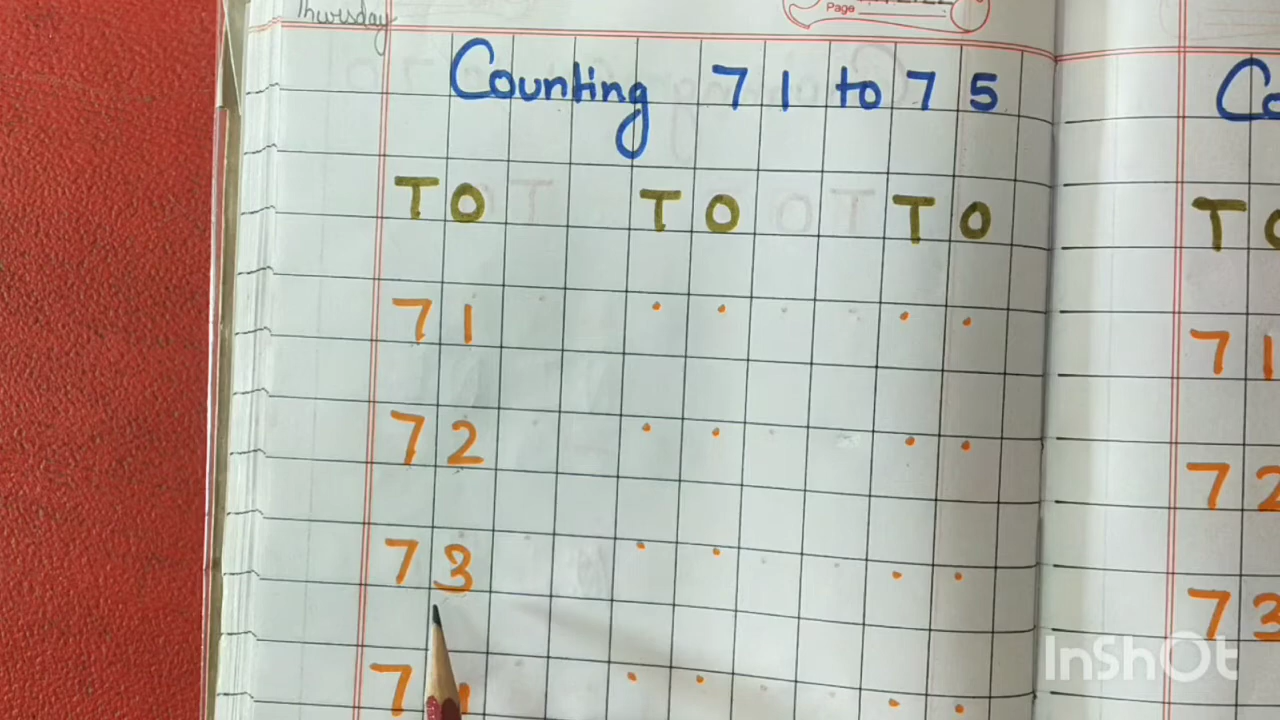 Thursday
Page
Counting 71 to 75 Co
T O T O T O T O
71 71
72 72
73 73
7
InShOt